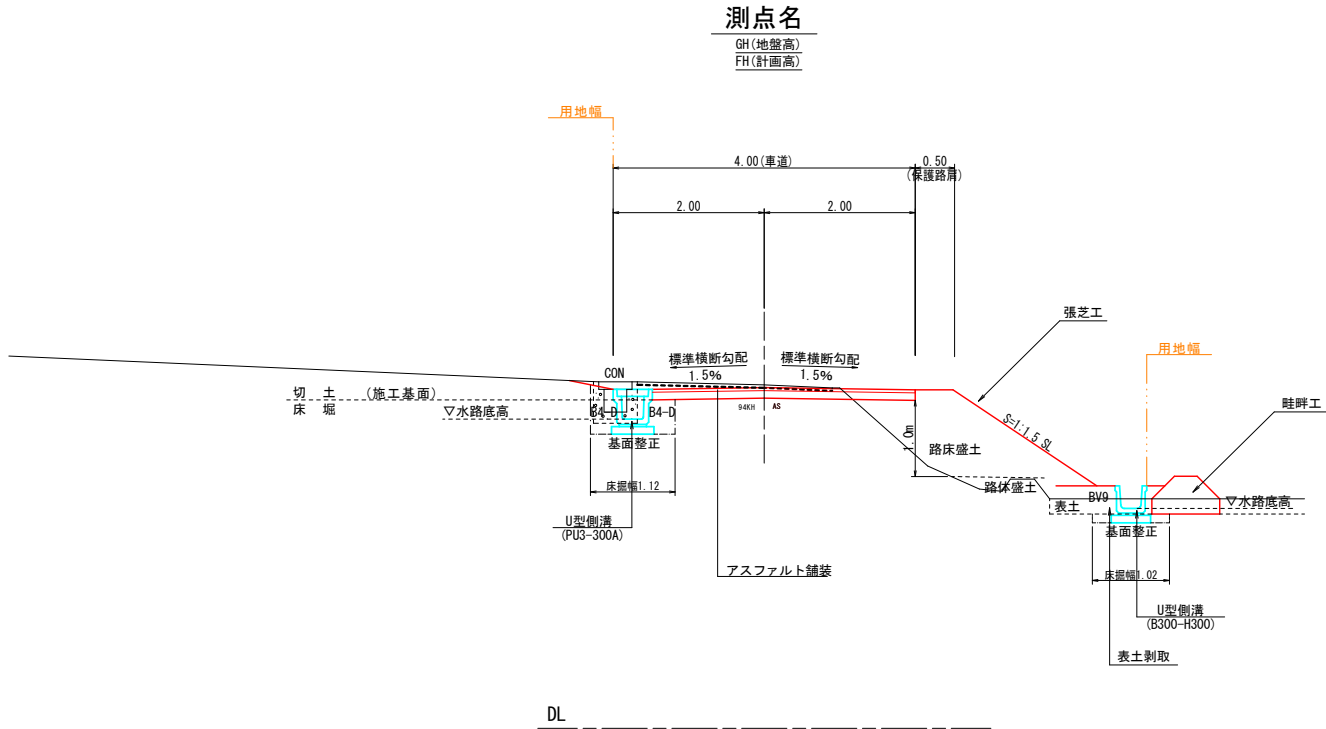 測点名
GH(地盤高)
FH(計画高)
用地幅
4.00(車道)
0.50
(保護路肩)
2.00
2.00
張芝工
用地幅
標準横断勾配
1.5%
標準横断勾配
1.5%
CON
切 土 (施工基面)
床 堀
▽水路底高
B4-D
B4-D
94KH
AS
基面整正
床掘幅1.12
U型側溝
(PU3-300A)
アスファルト舗装
1.0m
路床盛土
路体盛土
S=1:1.5 SL
畦畔工
BV9
表土
▽水路底高
基面整正
床掘幅1.02
U型側溝
(B300-H300)
表土剥取
DL